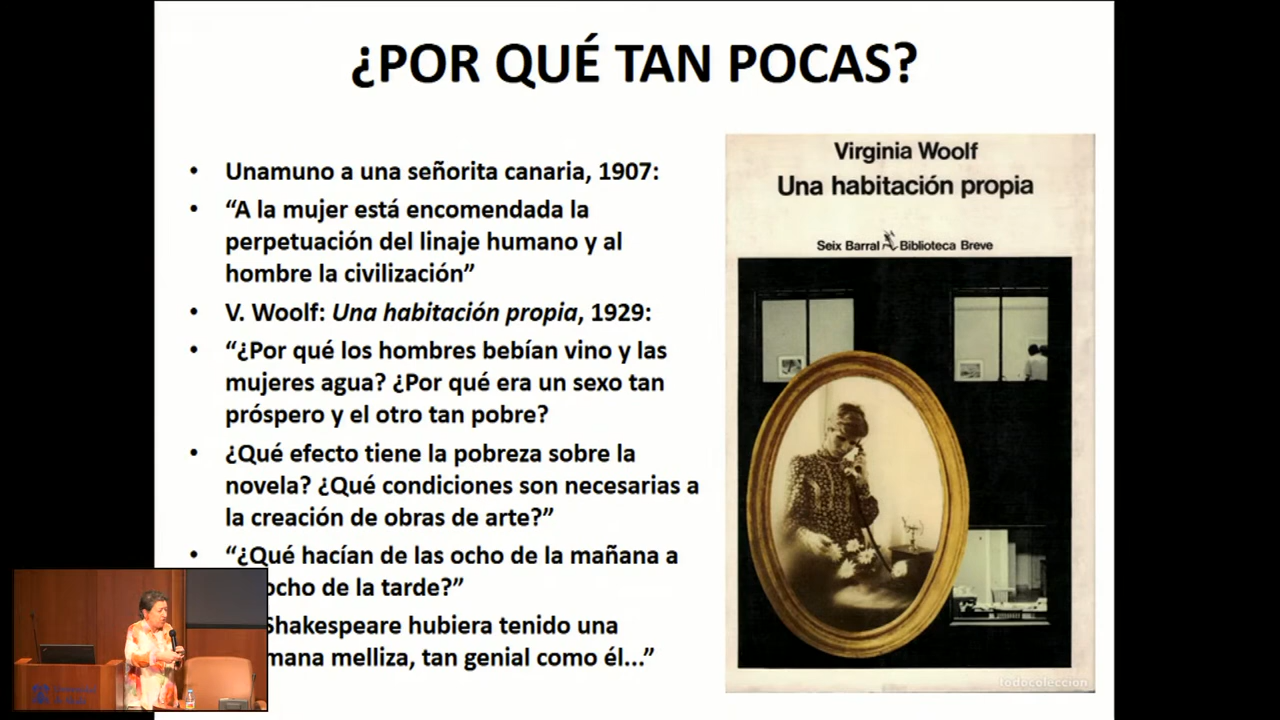 ¿POR QUÉ TAN POCAS?
• Unamuno a una señorita canaria, 1907:
• “A la mujer está encomendada la
perpetuación del linaje humano y al
hombre la civilización”
• V. Woolf: Una habitación propia, 1929:
• “¿Por qué los hombres bebían vino y las
mujeres agua? ¿Por qué era un sexo tan
próspero y el otro tan pobre?
• ¿Qué efecto tiene la pobreza sobre la
novela? ¿Qué condiciones son necesarias a
la creación de obras de arte?”
• “¿Qué hacían de las ocho de la mañana a
ocho de la tarde?”
Shakespeare hubiera tenido una
mana melliza, tan genial como él...”
Virginia Woolf
Una habitación propia
Seix Barral Biblioteca Breve
todocoleccion